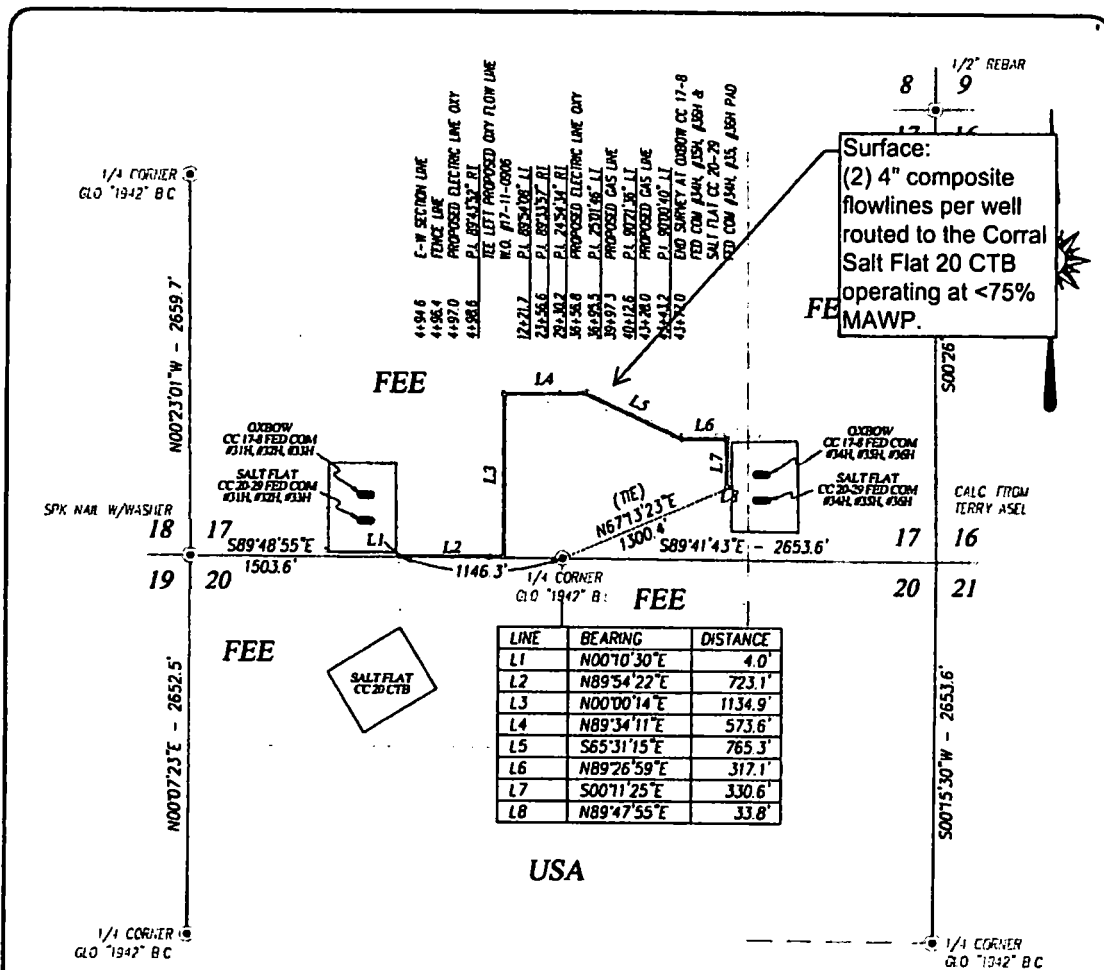 1/2" REBAR
8 9
17 16
1/4 CORNER
GLO "1942" B C
E-W SECTION LINE
FENCE LINE
PROPOSED ELECTRIC LINE OXY
P.I. 89°43'52" RT
TEE LEFT PROPOSED OXY FLOW LINE
W.O. #17-11-0906
P.I. 89°54'08" LT
P.I. 89°33'57" RT
P.I. 24°54'34" RT
PROPOSED ELECTRIC LINE OXY
P.I. 25°01'46" LT
PROPOSED GAS LINE
P.I. 90°21'36" LT
PROPOSED GAS LINE
P.I. 90°00'40" LT
END SURVEY AT OXBOW CC 17-8
FED COM #34H, #35H, #36H &
SALT FLAT CC 20-29
FED COM #34H, #35, #36H PAD
4+94.6
4+96.4
4+97.0
4+98.6
12+21.7
23+56.6
29+30.2
36+56.8
36+95.5
39+97.3
40+12.6
43+28.0
43+77.0
Surface:
(2) 4" composite
flowlines per well
routed to the Corral
Salt Flat 20 CTB
operating at <75%
MAWP.
N00°23'01"W - 2659.7'
FEE
S00°26'
L4
L5
L6
L3
L7
L8
OXBOW
CC 17-8 FED COM
#31H, #32H, #33H
SALT FLAT
CC 20-29 FED COM
#31H, #32H, #33H
OXBOW
CC 17-8 FED COM
#34H, #35H, #36H
SALT FLAT
CC 20-29 FED COM
#34H, #35H, #36H
SPK NAIL W/WASHER
18 17
19 20
CALC FROM
TERRY ASEL
17 16
20 21
(TIE)
N67°13'23"E
1300.4'
L1
L2
S89°48'55"E
1503.6'
1146.3'
S89°41'43"E - 2653.6'
1/4 CORNER
GLO "1942" B
FEE
FEE
SALT FLAT
CC 20 CTB
LINE BEARING DISTANCE
L1 N00°10'30"E 4.0'
L2 N89°54'22"E 723.1'
L3 N00°00'14"E 1134.9'
L4 N89°34'11"E 573.6'
L5 S65°31'15"E 765.3'
L6 N89°26'59"E 317.1'
L7 S00°11'25"E 330.6'
L8 N89°47'55"E 33.8'
N00°07'23"E - 2652.5'
S00°15'30"W - 2653.6'
USA
1/4 CORNER
GLO "1942" B C
1/4 CORNER
GLO "1942" B C